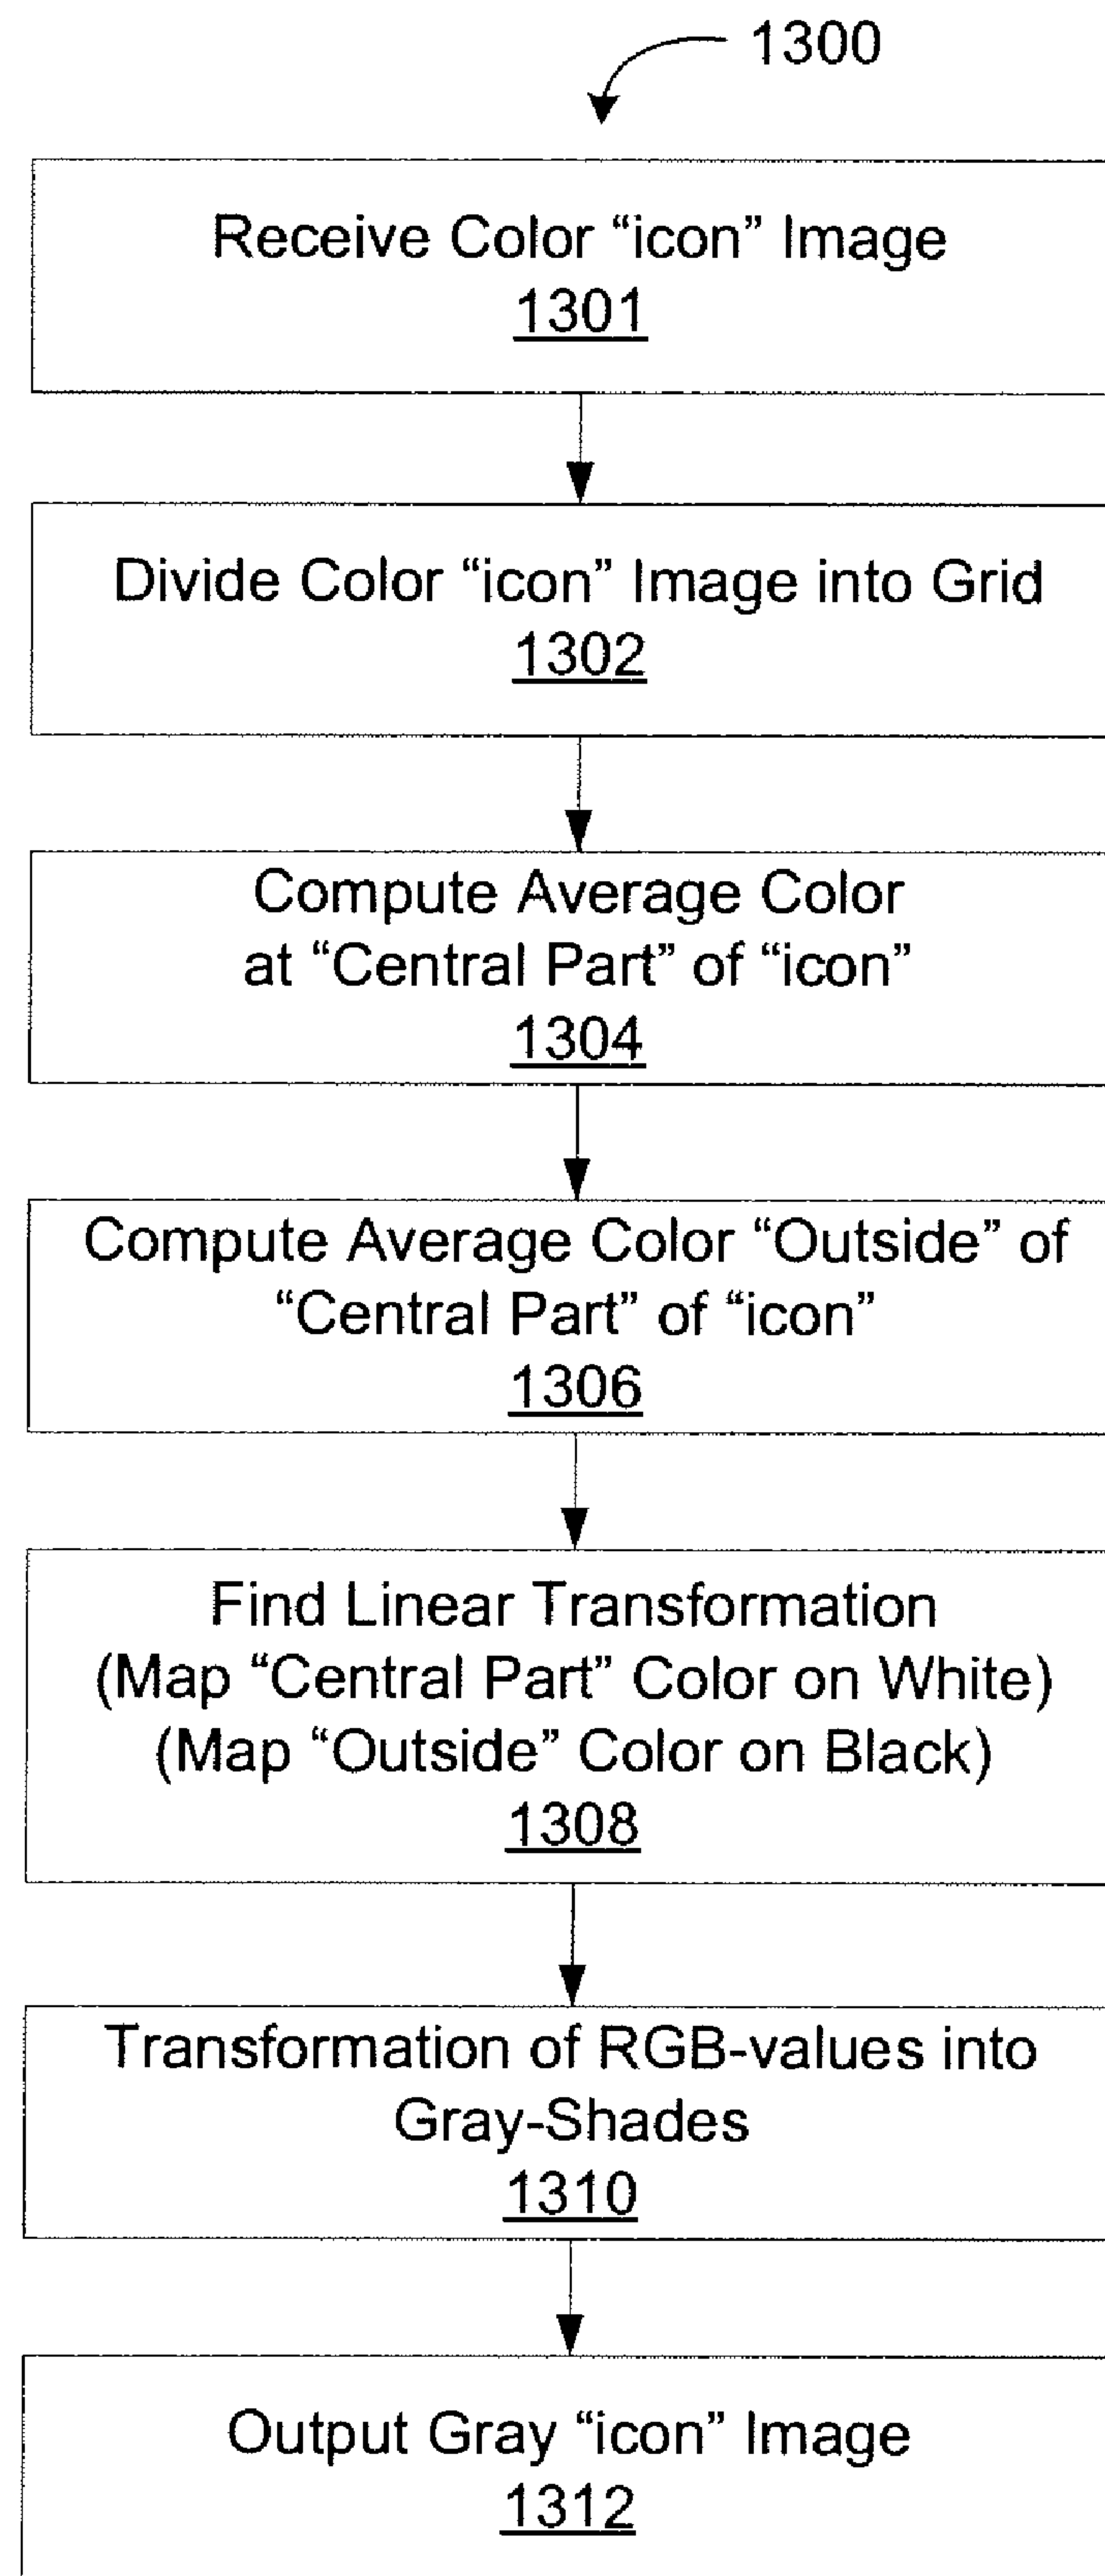 1300
Receive Color “icon” Image
1301
Divide Color “icon” Image into Grid
1302
Compute Average Color
at “Central Part” of “icon”
1304
Compute Average Color “Outside” of
“Central Part” of “icon”
1306
Find Linear Transformation
(Map “Central Part” Color on White)
(Map “Outside” Color on Black)
1308
Transformation of RGB-values into
Gray-Shades
1310
Output Gray “icon” Image
1312